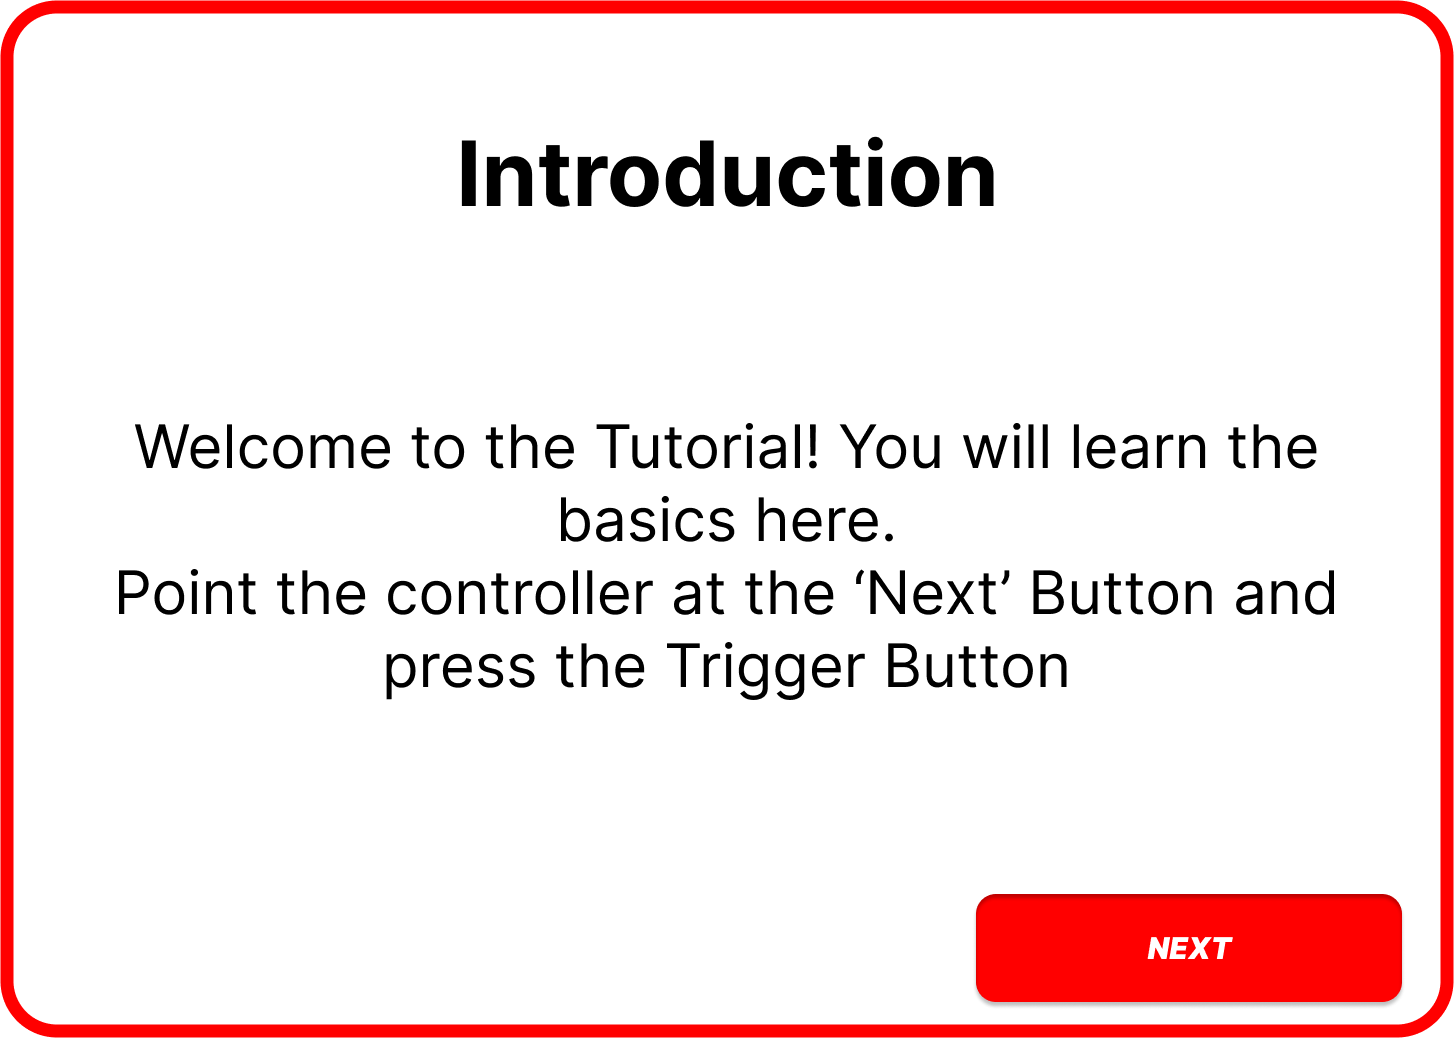 Introduction
Welcome to the Tutorial! You will learn the
basics here.
Point the controller at the ‘Next’ Button and
press the Trigger Button
NEXT